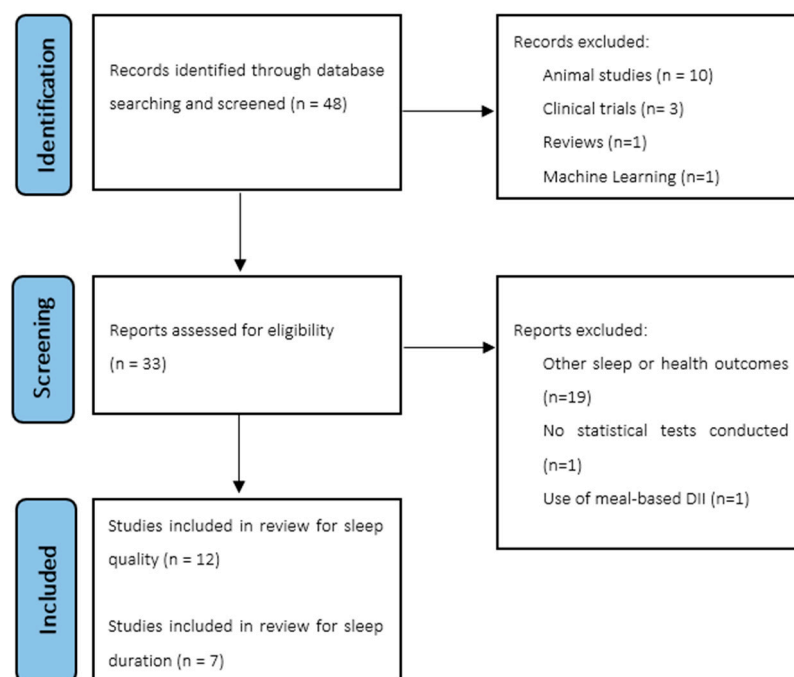 Identification
Records identified through database
searching and screened (n = 48)
Records excluded:
Animal studies (n = 10)
Clinical trials (n= 3)
Reviews (n=1)
Machine Learning (n=1)
Screening
Reports assessed for eligibility
(n = 33)
Reports excluded:
Other sleep or health outcomes
(n=19)
No statistical tests conducted
(n=1)
Use of meal-based DII (n=1)
Included
Studies included in review for sleep
quality (n = 12)
Studies included in review for sleep
duration (n = 7)